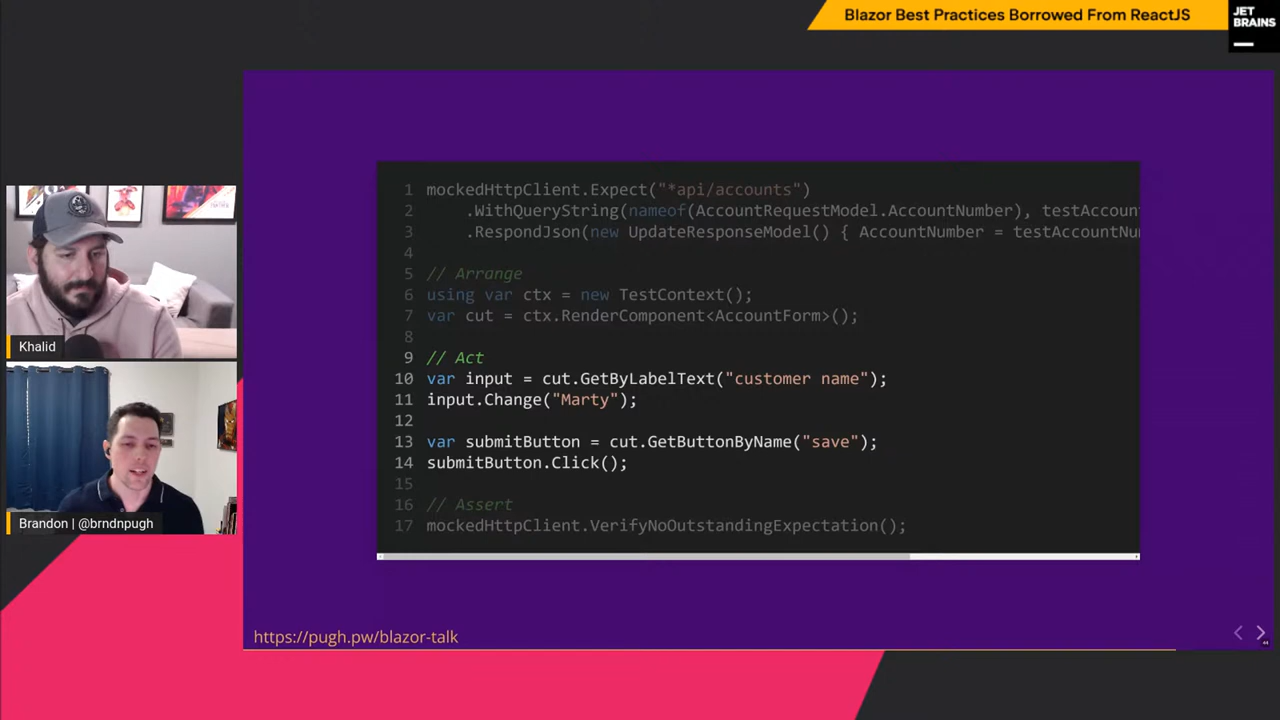 Blazor Best Practices Borrowed From ReactJS
JET
BRAINS
1 mockedHttpClient.Expect("*api/accounts")
2 .WithQueryString(nameof(AccountRequestModel.AccountNumber), testAccoun
3 .RespondJson(new UpdateResponseModel() { AccountNumber = testAccountNu
4
5 // Arrange
6 using var ctx = new TestContext();
7 var cut = ctx.RenderComponent<AccountForm>();
8
9 // Act
10 var input = cut.GetByLabelText("customer name");
11 input.Change("Marty");
12
13 var submitButton = cut.GetButtonByName("save");
14 submitButton.Click();
15
16 // Assert
17 mockedHttpClient.VerifyNoOutstandingExpectation();
Khalid
Brandon | @brndnpugh
https://pugh.pw/blazor-talk